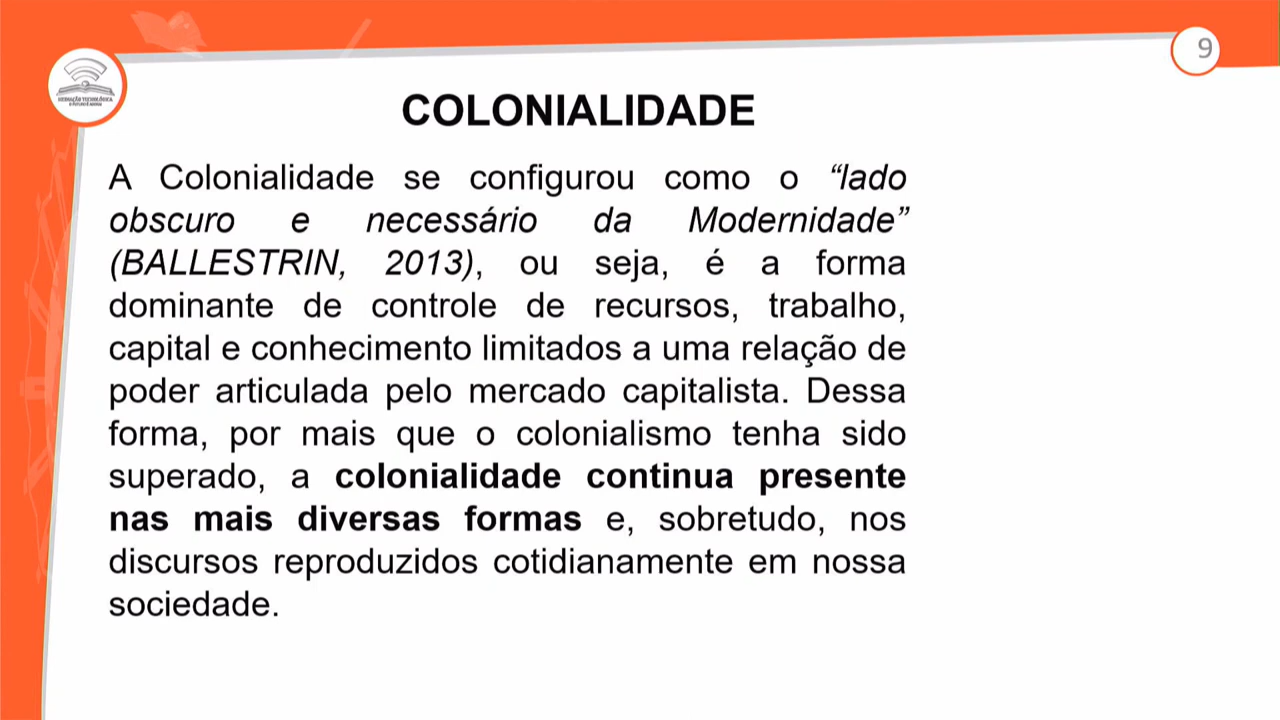 9
MEDIAÇÃO TECNOLÓGICA
COLONIALIDADE
A Colonialidade se configurou como o “lado
obscuro e necessário da Modernidade”
(BALLESTRIN, 2013), ou seja, é a forma
dominante de controle de recursos, trabalho,
capital e conhecimento limitados a uma relação de
poder articulada pelo mercado capitalista. Dessa
forma, por mais que o colonialismo tenha sido
superado, a colonialidade continua presente
nas mais diversas formas e, sobretudo, nos
discursos reproduzidos cotidianamente em nossa
sociedade.